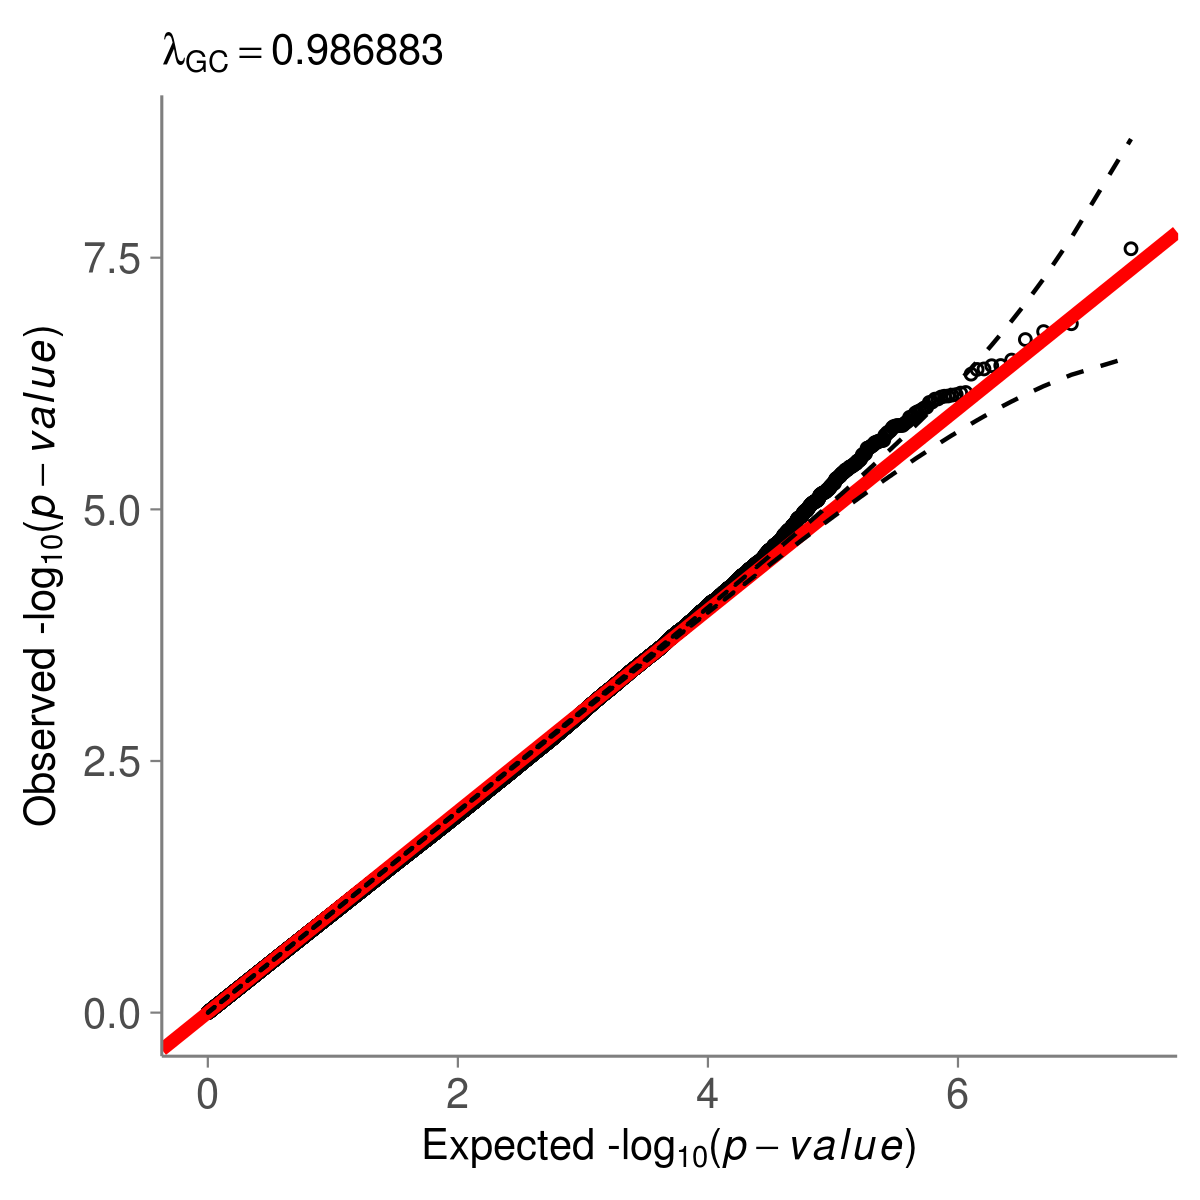 λGC = 0.986883
7.5
5.0
2.5
0.0
Observed -log10(p − value)
0 2 4 6
Expected -log10(p − value)